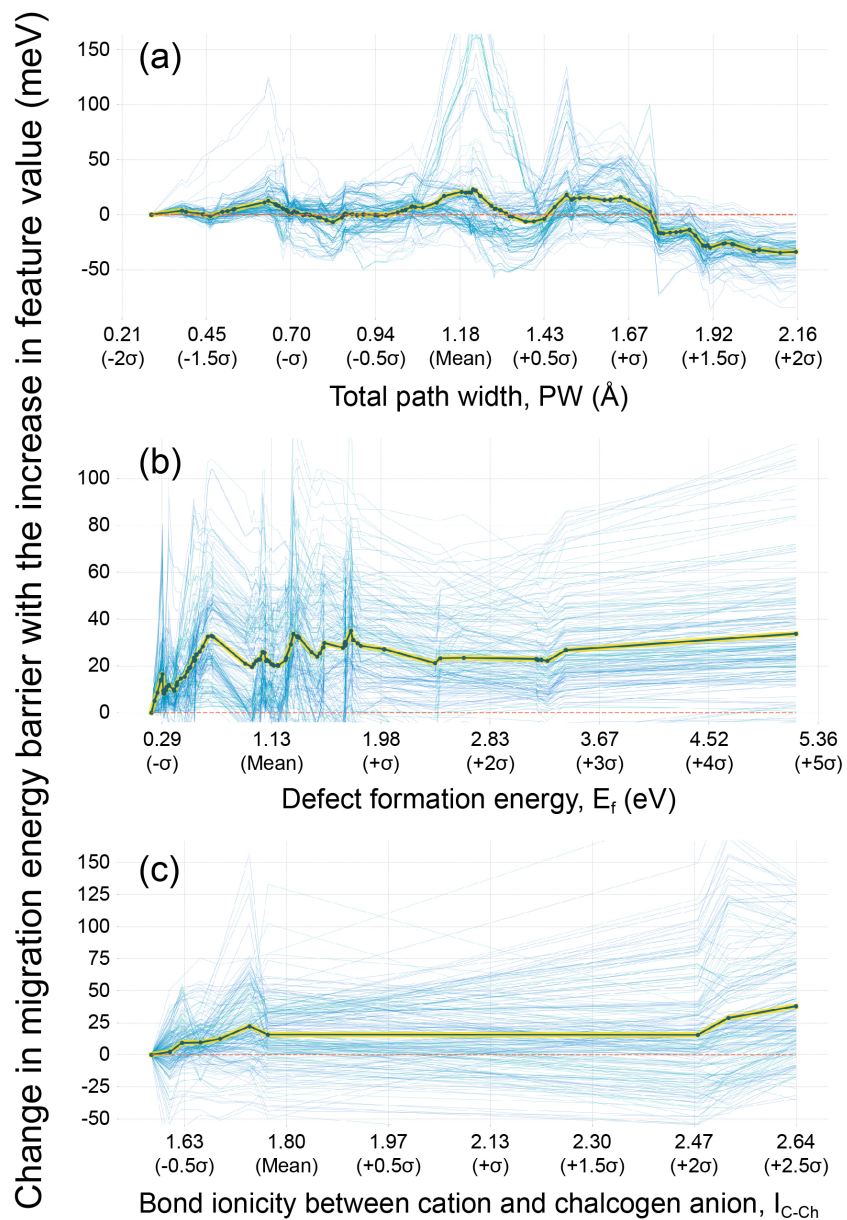 Change in migration energy barrier with the increase in feature value (meV)
(a)
150
100
50
0
-50
0.21 0.45 0.70 0.94 1.18 1.43 1.67 1.92 2.16
(-2σ) (-1.5σ) (-σ) (-0.5σ) (Mean) (+0.5σ) (+σ) (+1.5σ) (+2σ)
Total path width, PW (Å)
(b)
100
80
60
40
20
0
0.29 1.13 1.98 2.83 3.67 4.52 5.36
(-σ) (Mean) (+σ) (+2σ) (+3σ) (+4σ) (+5σ)
Defect formation energy, E_f (eV)
(c)
150
125
100
75
50
25
0
-25
-50
1.63 1.80 1.97 2.13 2.30 2.47 2.64
(-0.5σ) (Mean) (+0.5σ) (+σ) (+1.5σ) (+2σ) (+2.5σ)
Bond ionicity between cation and chalcogen anion, I_C-Ch